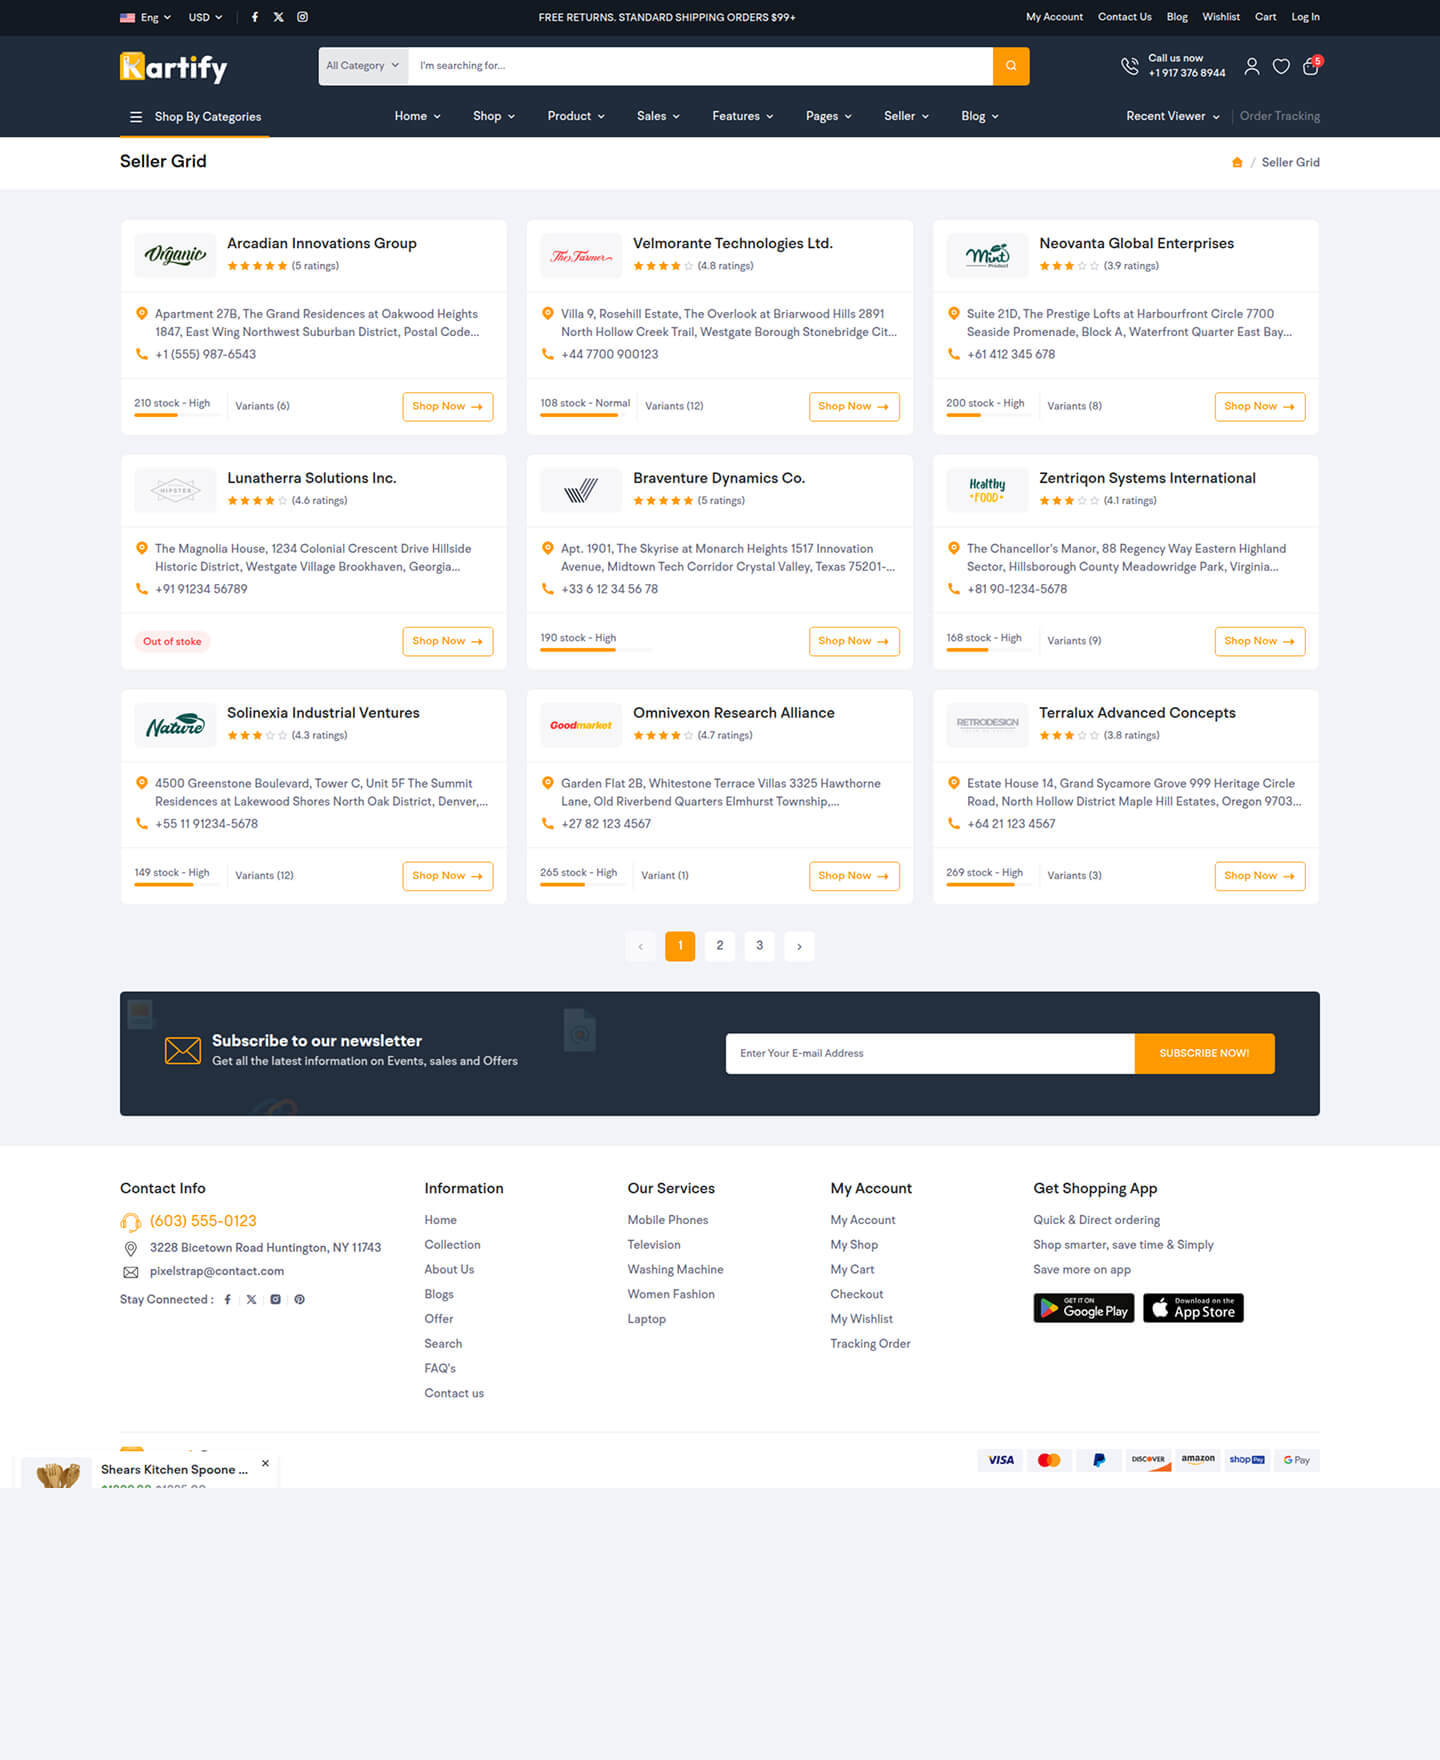 Eng USD FREE RETURNS. STANDARD SHIPPING ORDERS $99+ My Account Contact Us Blog Wishlist Cart Log In
Kartify All Category I'm searching for... Call us now
+1 917 376 8944 5
Shop By Categories Home Shop Product Sales Features Pages Seller Blog Recent Viewer Order Tracking
Seller Grid / Seller Grid
Organic
Arcadian Innovations Group
(5 ratings)
Apartment 27B, The Grand Residences at Oakwood Heights
1847, East Wing Northwest Suburban District, Postal Code...
+1 (555) 987-6543
210 stock - High Variants (6) Shop Now
The Farmer
Velmorante Technologies Ltd.
(4.8 ratings)
Villa 9, Rosehill Estate, The Overlook at Briarwood Hills 2891
North Hollow Creek Trail, Westgate Borough Stonebridge Cit...
+44 7700 900123
108 stock - Normal Variants (12) Shop Now
Mint
Product
Neovanta Global Enterprises
(3.9 ratings)
Suite 21D, The Prestige Lofts at Harbourfront Circle 7700
Seaside Promenade, Block A, Waterfront Quarter East Bay...
+61 412 345 678
200 stock - High Variants (8) Shop Now
HIPSTER
Lunatherra Solutions Inc.
(4.6 ratings)
The Magnolia House, 1234 Colonial Crescent Drive Hillside
Historic District, Westgate Village Brookhaven, Georgia...
+91 91234 56789
Out of stoke Shop Now
Braventure Dynamics Co.
(5 ratings)
Apt. 1901, The Skyrise at Monarch Heights 1517 Innovation
Avenue, Midtown Tech Corridor Crystal Valley, Texas 75201-...
+33 6 12 34 56 78
190 stock - High Shop Now
Healthy
FOOD
Zentriqon Systems International
(4.1 ratings)
The Chancellor's Manor, 88 Regency Way Eastern Highland
Sector, Hillsborough County Meadowridge Park, Virginia...
+81 90-1234-5678
168 stock - High Variants (9) Shop Now
Nature
Solinexia Industrial Ventures
(4.3 ratings)
4500 Greenstone Boulevard, Tower C, Unit 5F The Summit
Residences at Lakewood Shores North Oak District, Denver,...
+55 11 91234-5678
149 stock - High Variants (12) Shop Now
Goodmarket
Omnivexon Research Alliance
(4.7 ratings)
Garden Flat 2B, Whitestone Terrace Villas 3325 Hawthorne
Lane, Old Riverbend Quarters Elmhurst Township,...
+27 82 123 4567
265 stock - High Variant (1) Shop Now
RETRODESIGN
Terralux Advanced Concepts
(3.8 ratings)
Estate House 14, Grand Sycamore Grove 999 Heritage Circle
Road, North Hollow District Maple Hill Estates, Oregon 9703...
+64 21 123 4567
269 stock - High Variants (3) Shop Now
1 2 3
Subscribe to our newsletter
Get all the latest information on Events, sales and Offers
Enter Your E-mail Address SUBSCRIBE NOW!
Contact Info
(603) 555-0123
3228 Bicetown Road Huntington, NY 11743
pixelstrap@contact.com
Stay Connected :
Information
Home
Collection
About Us
Blogs
Offer
Search
FAQ's
Contact us
Our Services
Mobile Phones
Television
Washing Machine
Women Fashion
Laptop
My Account
My Account
My Shop
My Cart
Checkout
My Wishlist
Tracking Order
Get Shopping App
Quick & Direct ordering
Shop smarter, save time & Simply
Save more on app
GET IT ON
Google Play
Download on the
App Store
Shears Kitchen Spoone ...
VISA DISCOVER amazon shop Pay G Pay